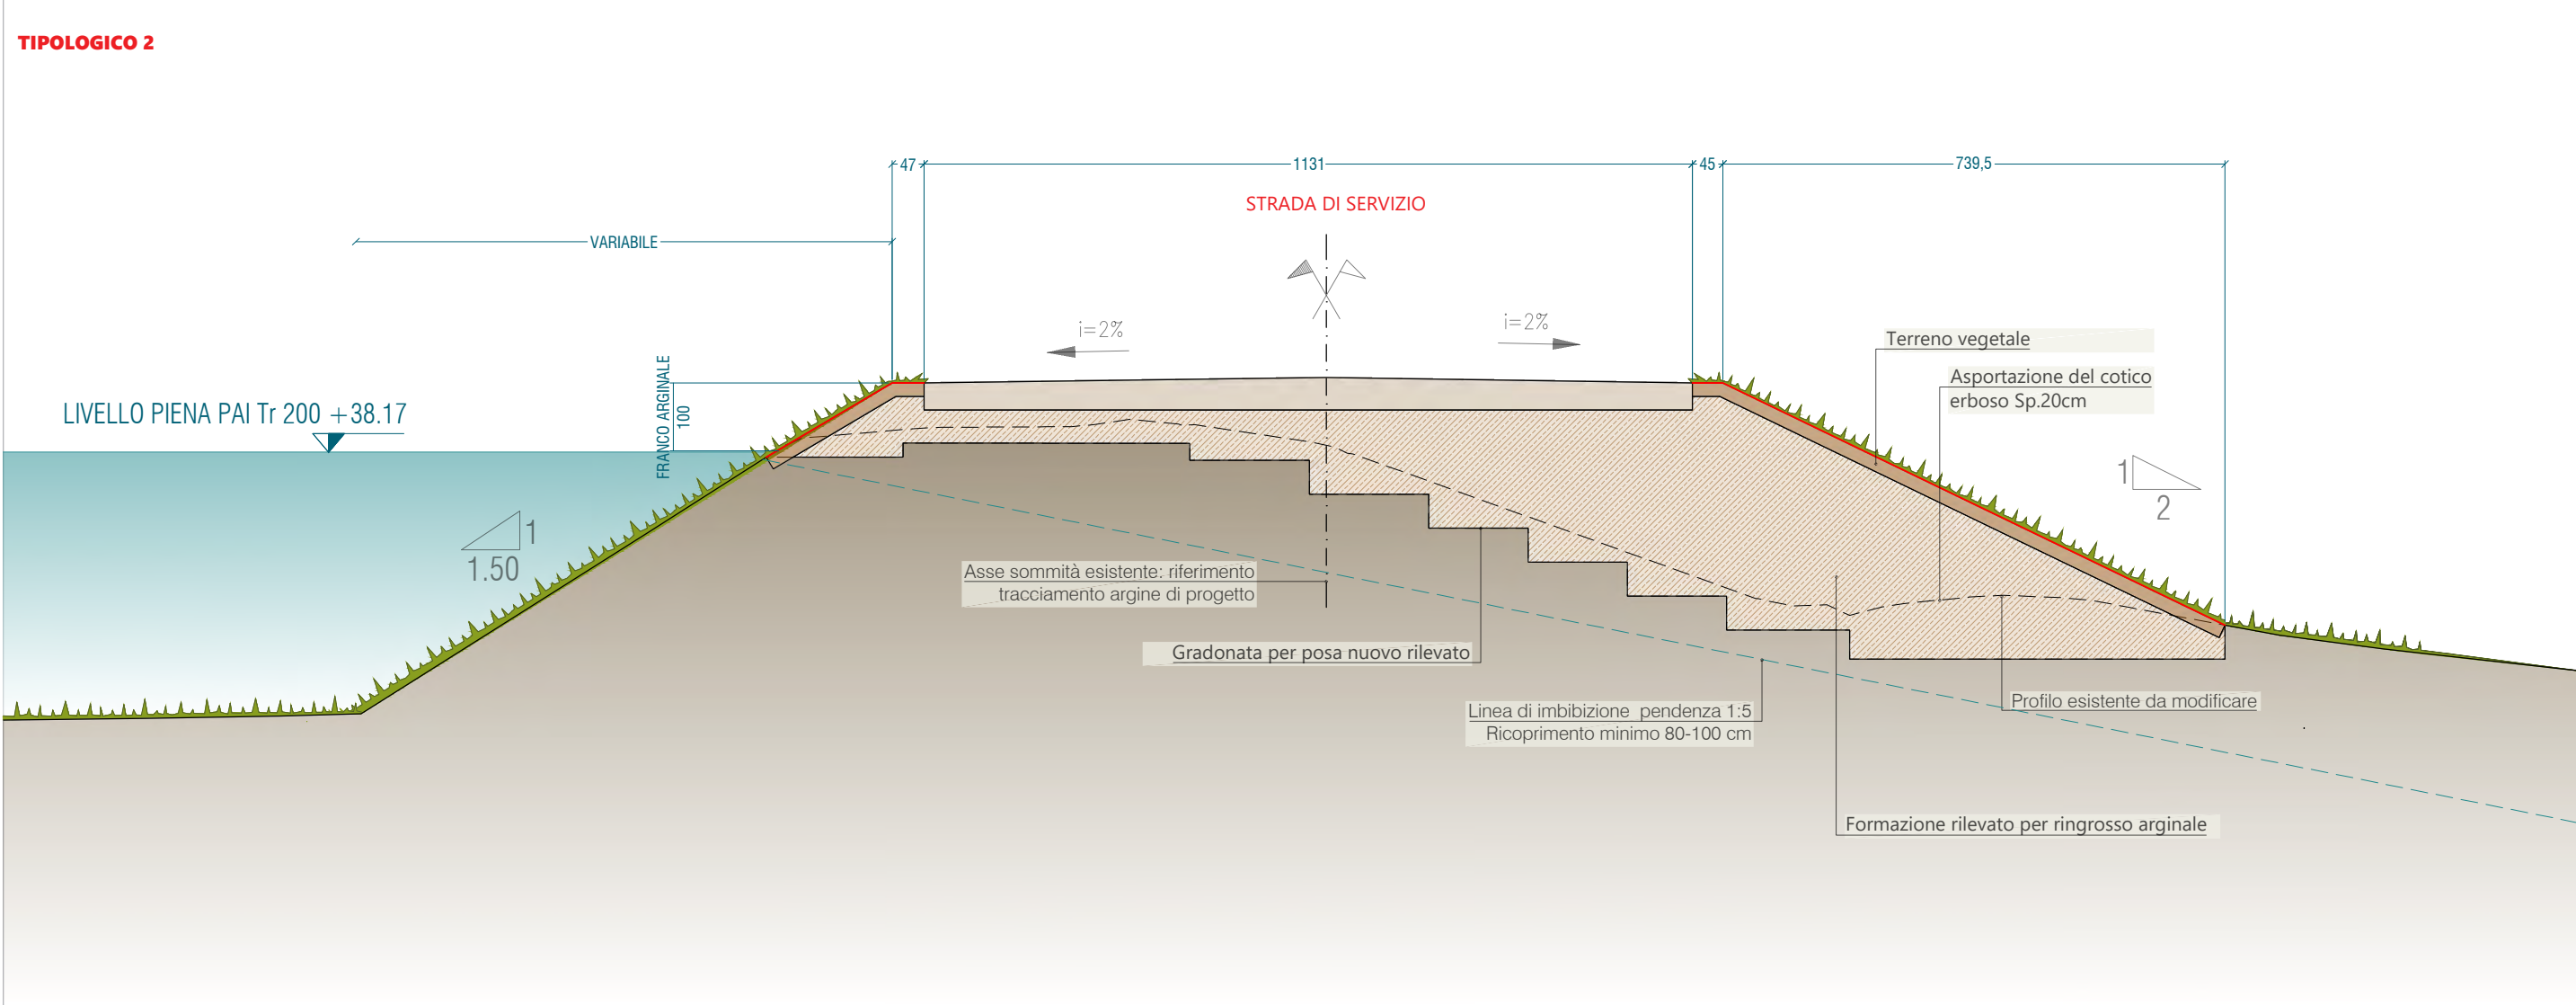 TIPOLOGICO 2
47
1131
45
739,5
STRADA DI SERVIZIO
VARIABILE
i=2%
i=2%
Terreno vegetale
Asportazione del cotico
erboso Sp.20cm
FRANCO ARGINALE
100
LIVELLO PIENA PAI Tr 200 +38.17
1
2
1
1.50
Asse sommità esistente: riferimento
tracciamento argine di progetto
Gradonata per posa nuovo rilevato
Linea di imbibizione pendenza 1:5
Ricoprimento minimo 80-100 cm
Profilo esistente da modificare
Formazione rilevato per ringrosso arginale